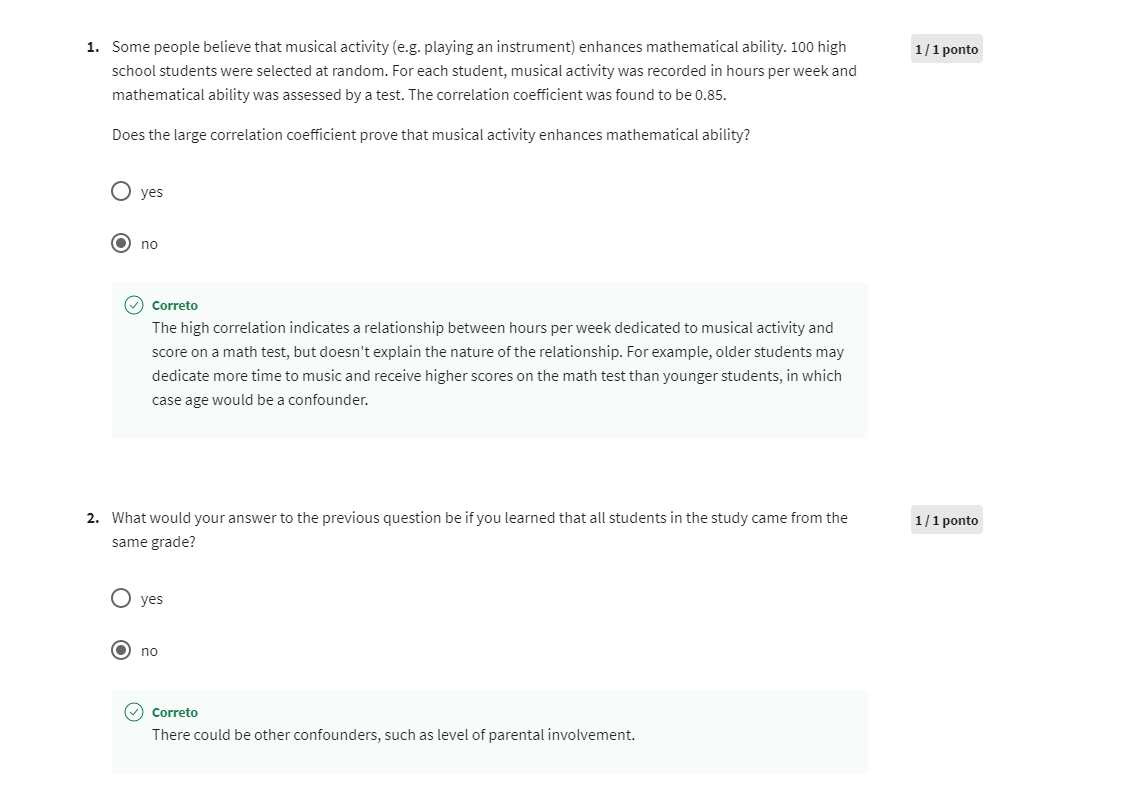 1. Some people believe that musical activity (e.g. playing an instrument) enhances mathematical ability. 100 high
1 / 1 ponto
school students were selected at random. For each student, musical activity was recorded in hours per week and
mathematical ability was assessed by a test. The correlation coefficient was found to be 0.85.
Does the large correlation coefficient prove that musical activity enhances mathematical ability?
yes
no
Correto
The high correlation indicates a relationship between hours per week dedicated to musical activity and
score on a math test, but doesn't explain the nature of the relationship. For example, older students may
dedicate more time to music and receive higher scores on the math test than younger students, in which
case age would be a confounder.
2. What would your answer to the previous question be if you learned that all students in the study came from the
1 / 1 ponto
same grade?
yes
no
Correto
There could be other confounders, such as level of parental involvement.